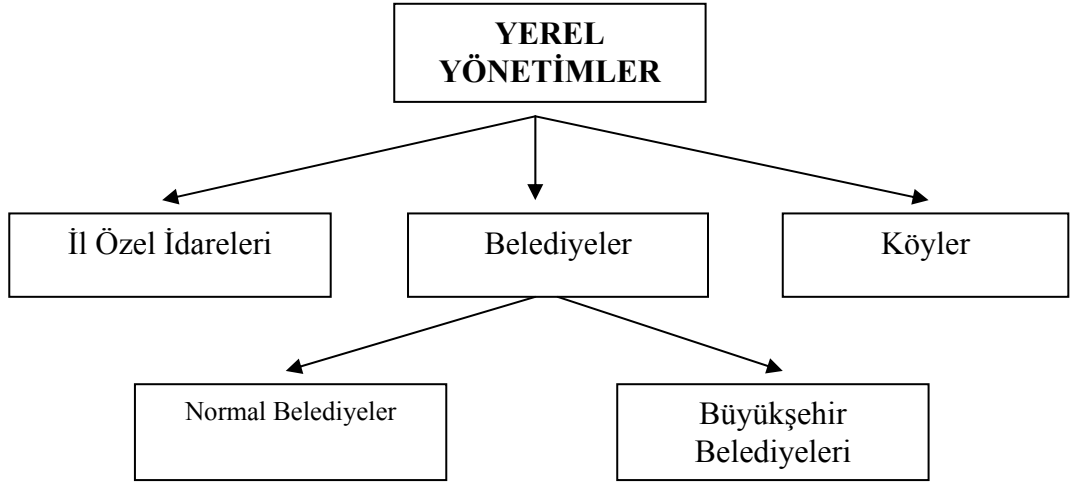 YEREL
YÖNETİMLER
İl Özel İdareleri
Belediyeler
Köyler
Normal Belediyeler
Büyükşehir
Belediyeleri